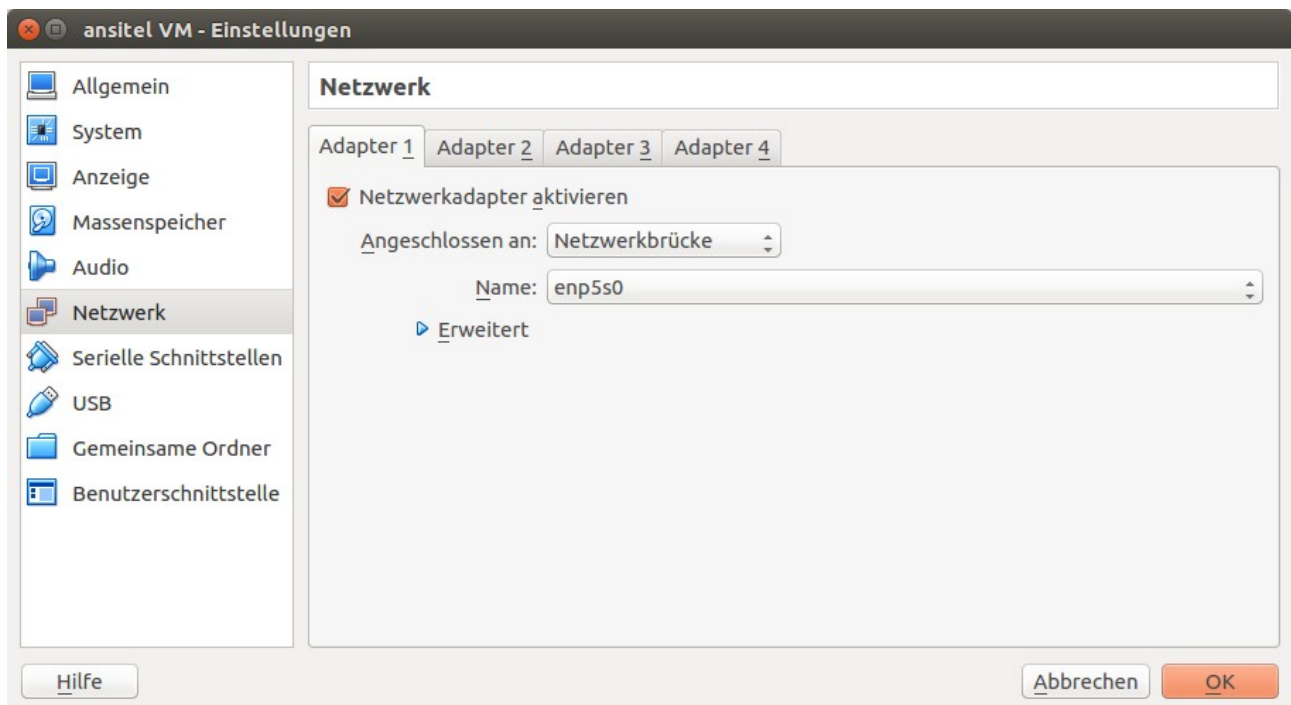 ansitel VM - Einstellungen
Allgemein
System
Anzeige
Massenspeicher
Audio
Netzwerk
Serielle Schnittstellen
USB
Gemeinsame Ordner
Benutzerschnittstelle
Netzwerk
Adapter 1 Adapter 2 Adapter 3 Adapter 4
Netzwerkadapter aktivieren
Angeschlossen an: Netzwerkbrücke
Name: enp5s0
Erweitert
Hilfe Abbrechen OK